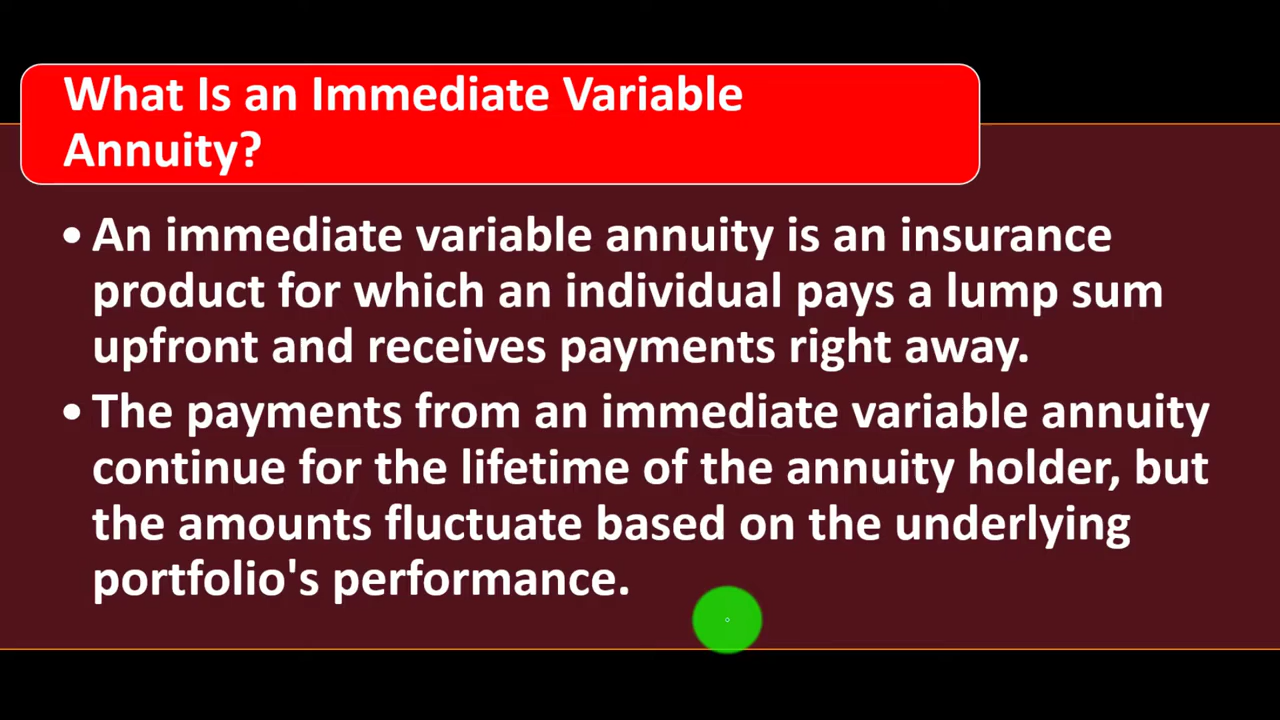 What Is an Immediate Variable
Annuity?
• An immediate variable annuity is an insurance
product for which an individual pays a lump sum
upfront and receives payments right away.
• The payments from an immediate variable annuity
continue for the lifetime of the annuity holder, but
the amounts fluctuate based on the underlying
portfolio's performance.